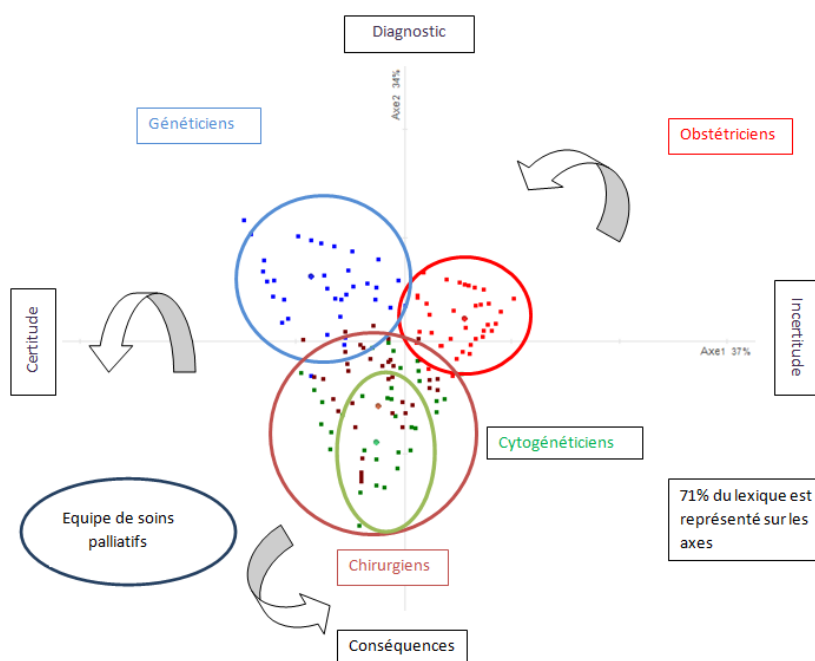 Diagnostic
Axe2 34%
Généticiens
Obstétriciens
Certitude
Incertitude
Axe1 37%
Cytogénéticiens
Equipe de soins
palliatifs
71% du lexique est
représenté sur les
axes
Chirurgiens
Conséquences